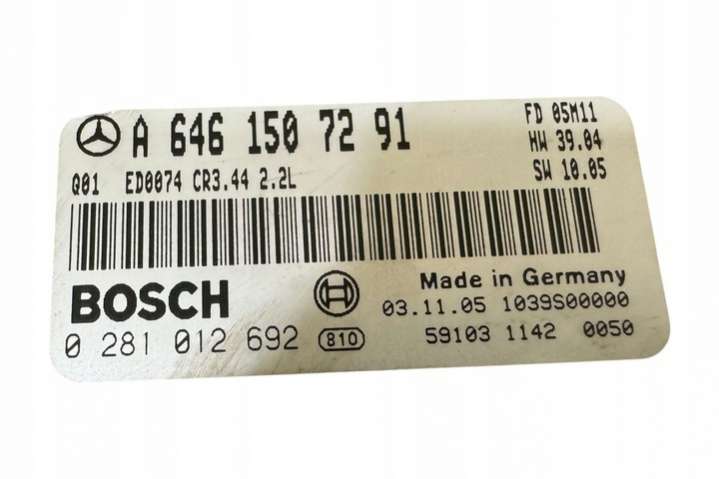 A 646 150 72 91
FD 05M11
HW 39.04
SW 10.05
Q01 ED0074 CR3.44 2.2L
BOSCH
Made in Germany
03.11.05 1039S00000
0 281 012 692 810
59103 1142 0050